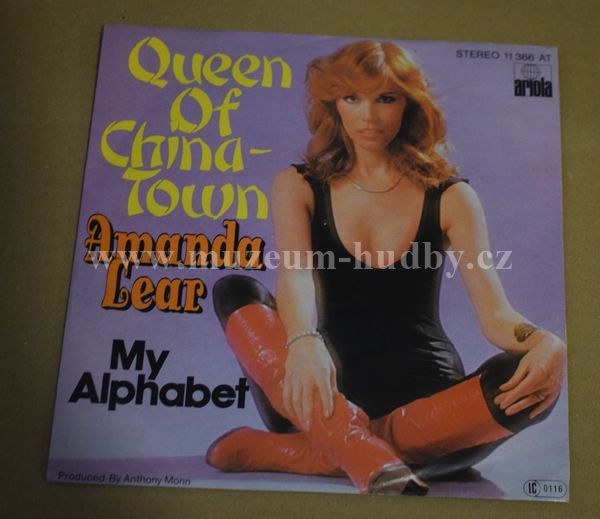 STEREO 11 366 AT
ariola
Queen
Of
China-
Town
Amanda
Lear
www.muzeum-hudby.cz
My
Alphabet
Produced By Anthony Monn
LC 0116